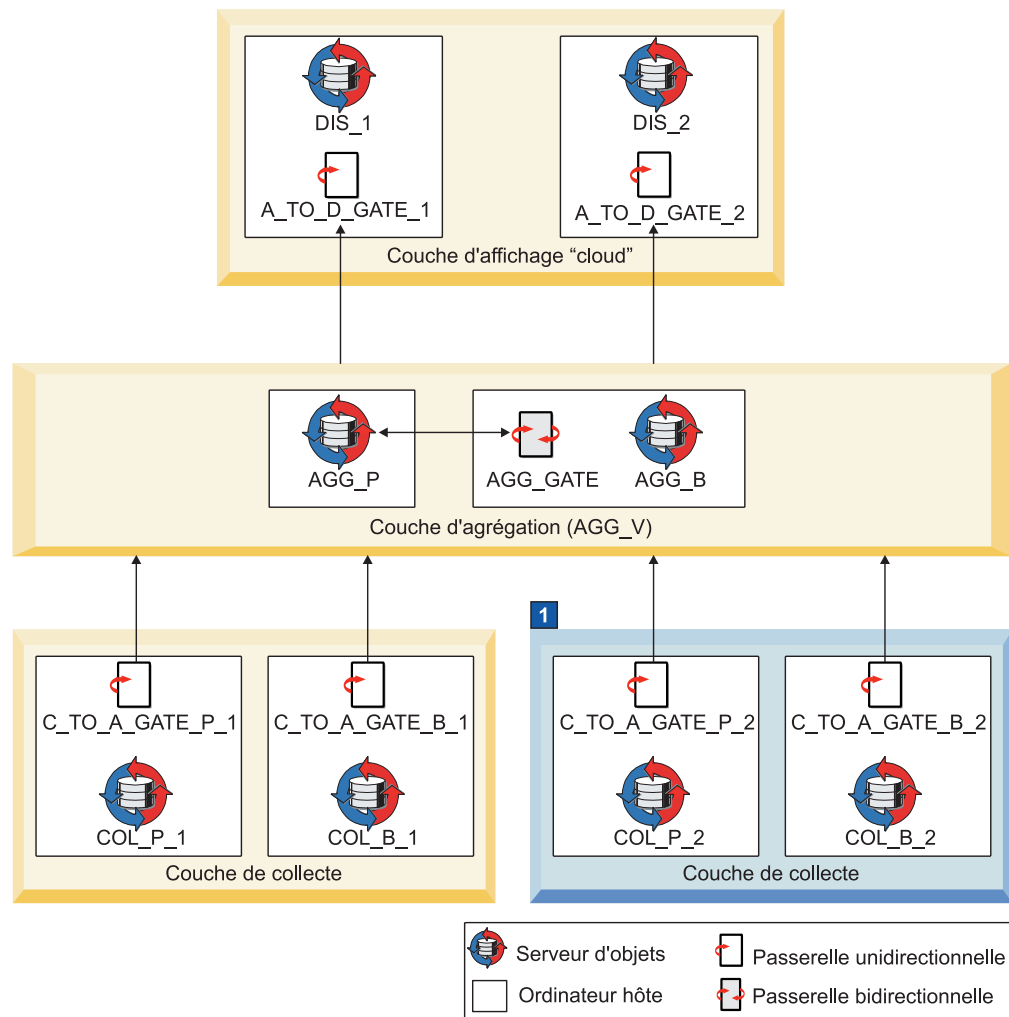 DIS_1
DIS_2
A_TO_D_GATE_1
A_TO_D_GATE_2
Couche d'affichage “cloud”
AGG_P
AGG_GATE
AGG_B
Couche d'agrégation (AGG_V)
1
C_TO_A_GATE_P_1
C_TO_A_GATE_B_1
C_TO_A_GATE_P_2
C_TO_A_GATE_B_2
COL_P_1
COL_B_1
COL_P_2
COL_B_2
Couche de collecte
Couche de collecte
Serveur d'objets
Passerelle unidirectionnelle
Ordinateur hôte
Passerelle bidirectionnelle